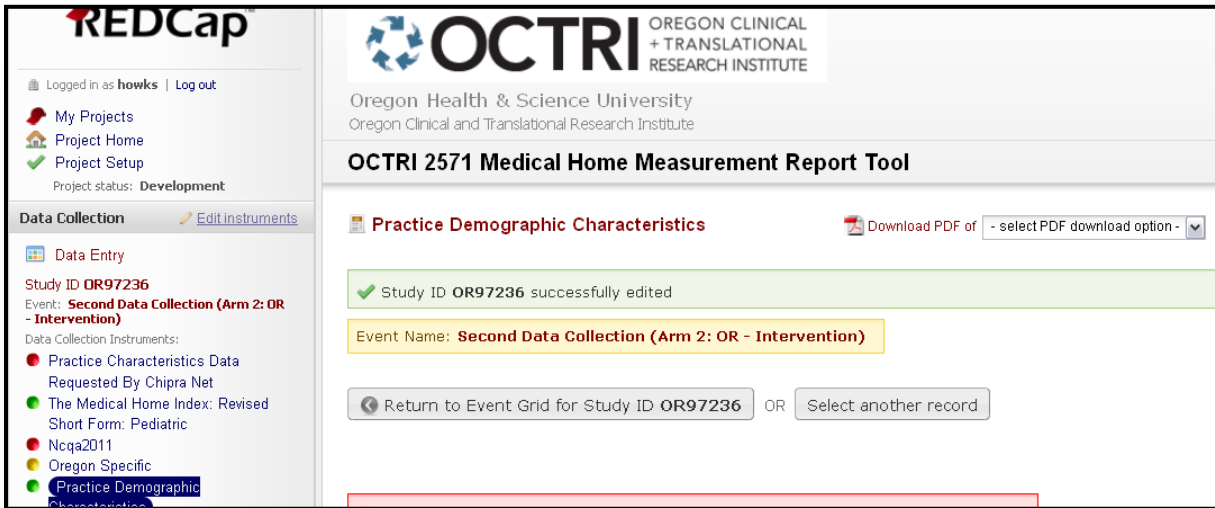 REDCap
Logged in as howks | Log out
My Projects
Project Home
Project Setup
Project status: Development
Data Collection
Edit instruments
Data Entry
Study ID OR97236
Event: Second Data Collection (Arm 2: OR
- Intervention)
Data Collection Instruments:
Practice Characteristics Data
Requested By Chipra Net
The Medical Home Index: Revised
Short Form: Pediatric
Ncqa2011
Oregon Specific
Practice Demographic
Characteristics
OCTRI
OREGON CLINICAL
+ TRANSLATIONAL
RESEARCH INSTITUTE
Oregon Health & Science University
Oregon Clinical and Translational Research Institute
OCTRI 2571 Medical Home Measurement Report Tool
Practice Demographic Characteristics
Download PDF of - select PDF download option -
Study ID OR97236 successfully edited
Event Name: Second Data Collection (Arm 2: OR - Intervention)
Return to Event Grid for Study ID OR97236 OR Select another record